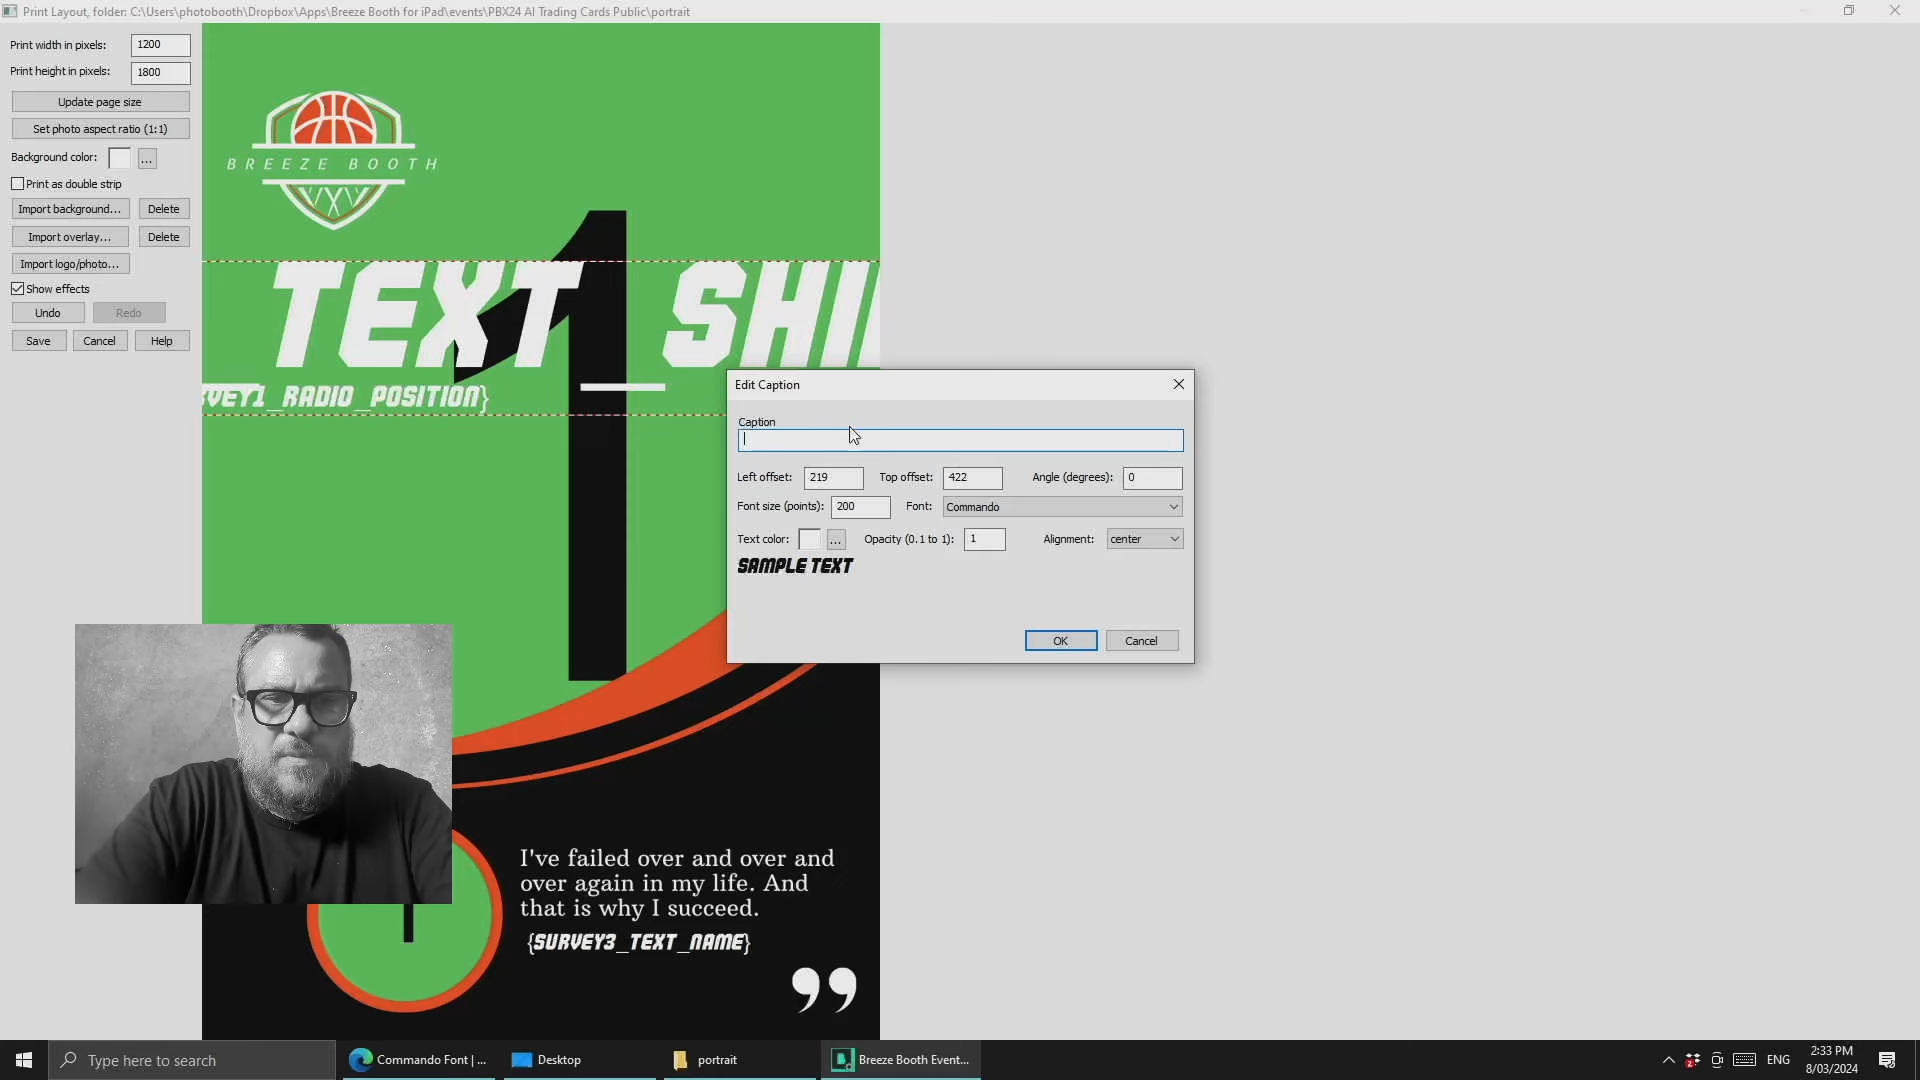 Print Layout, folder: C:\Users\photobooth\Dropbox\Apps\Breeze Booth for iPad\events\PBX24 AI Trading Cards Public\portrait
Print width in pixels: 1200
Print height in pixels: 1800
Update page size
Set photo aspect ratio (1:1)
Background color: ...
Print as double strip
Import background... Delete
Import overlay... Delete
Import logo/photo...
Show effects
Undo Redo
Save Cancel Help
BREEZE BOOTH
1
TEXT_SHI
VEY1_RADIO_POSITION}
Edit Caption
Caption
Left offset: 219 Top offset: 422 Angle (degrees): 0
Font size (points): 200 Font: Commando
Text color: ... Opacity (0.1 to 1): 1 Alignment: center
SAMPLE TEXT
OK Cancel
I've failed over and over and
over again in my life. And
that is why I succeed.
{SURVEY3_TEXT_NAME}
”
Type here to search
Commando Font | ...
Desktop
portrait
Breeze Booth Event...
ENG
2:33 PM
8/03/2024